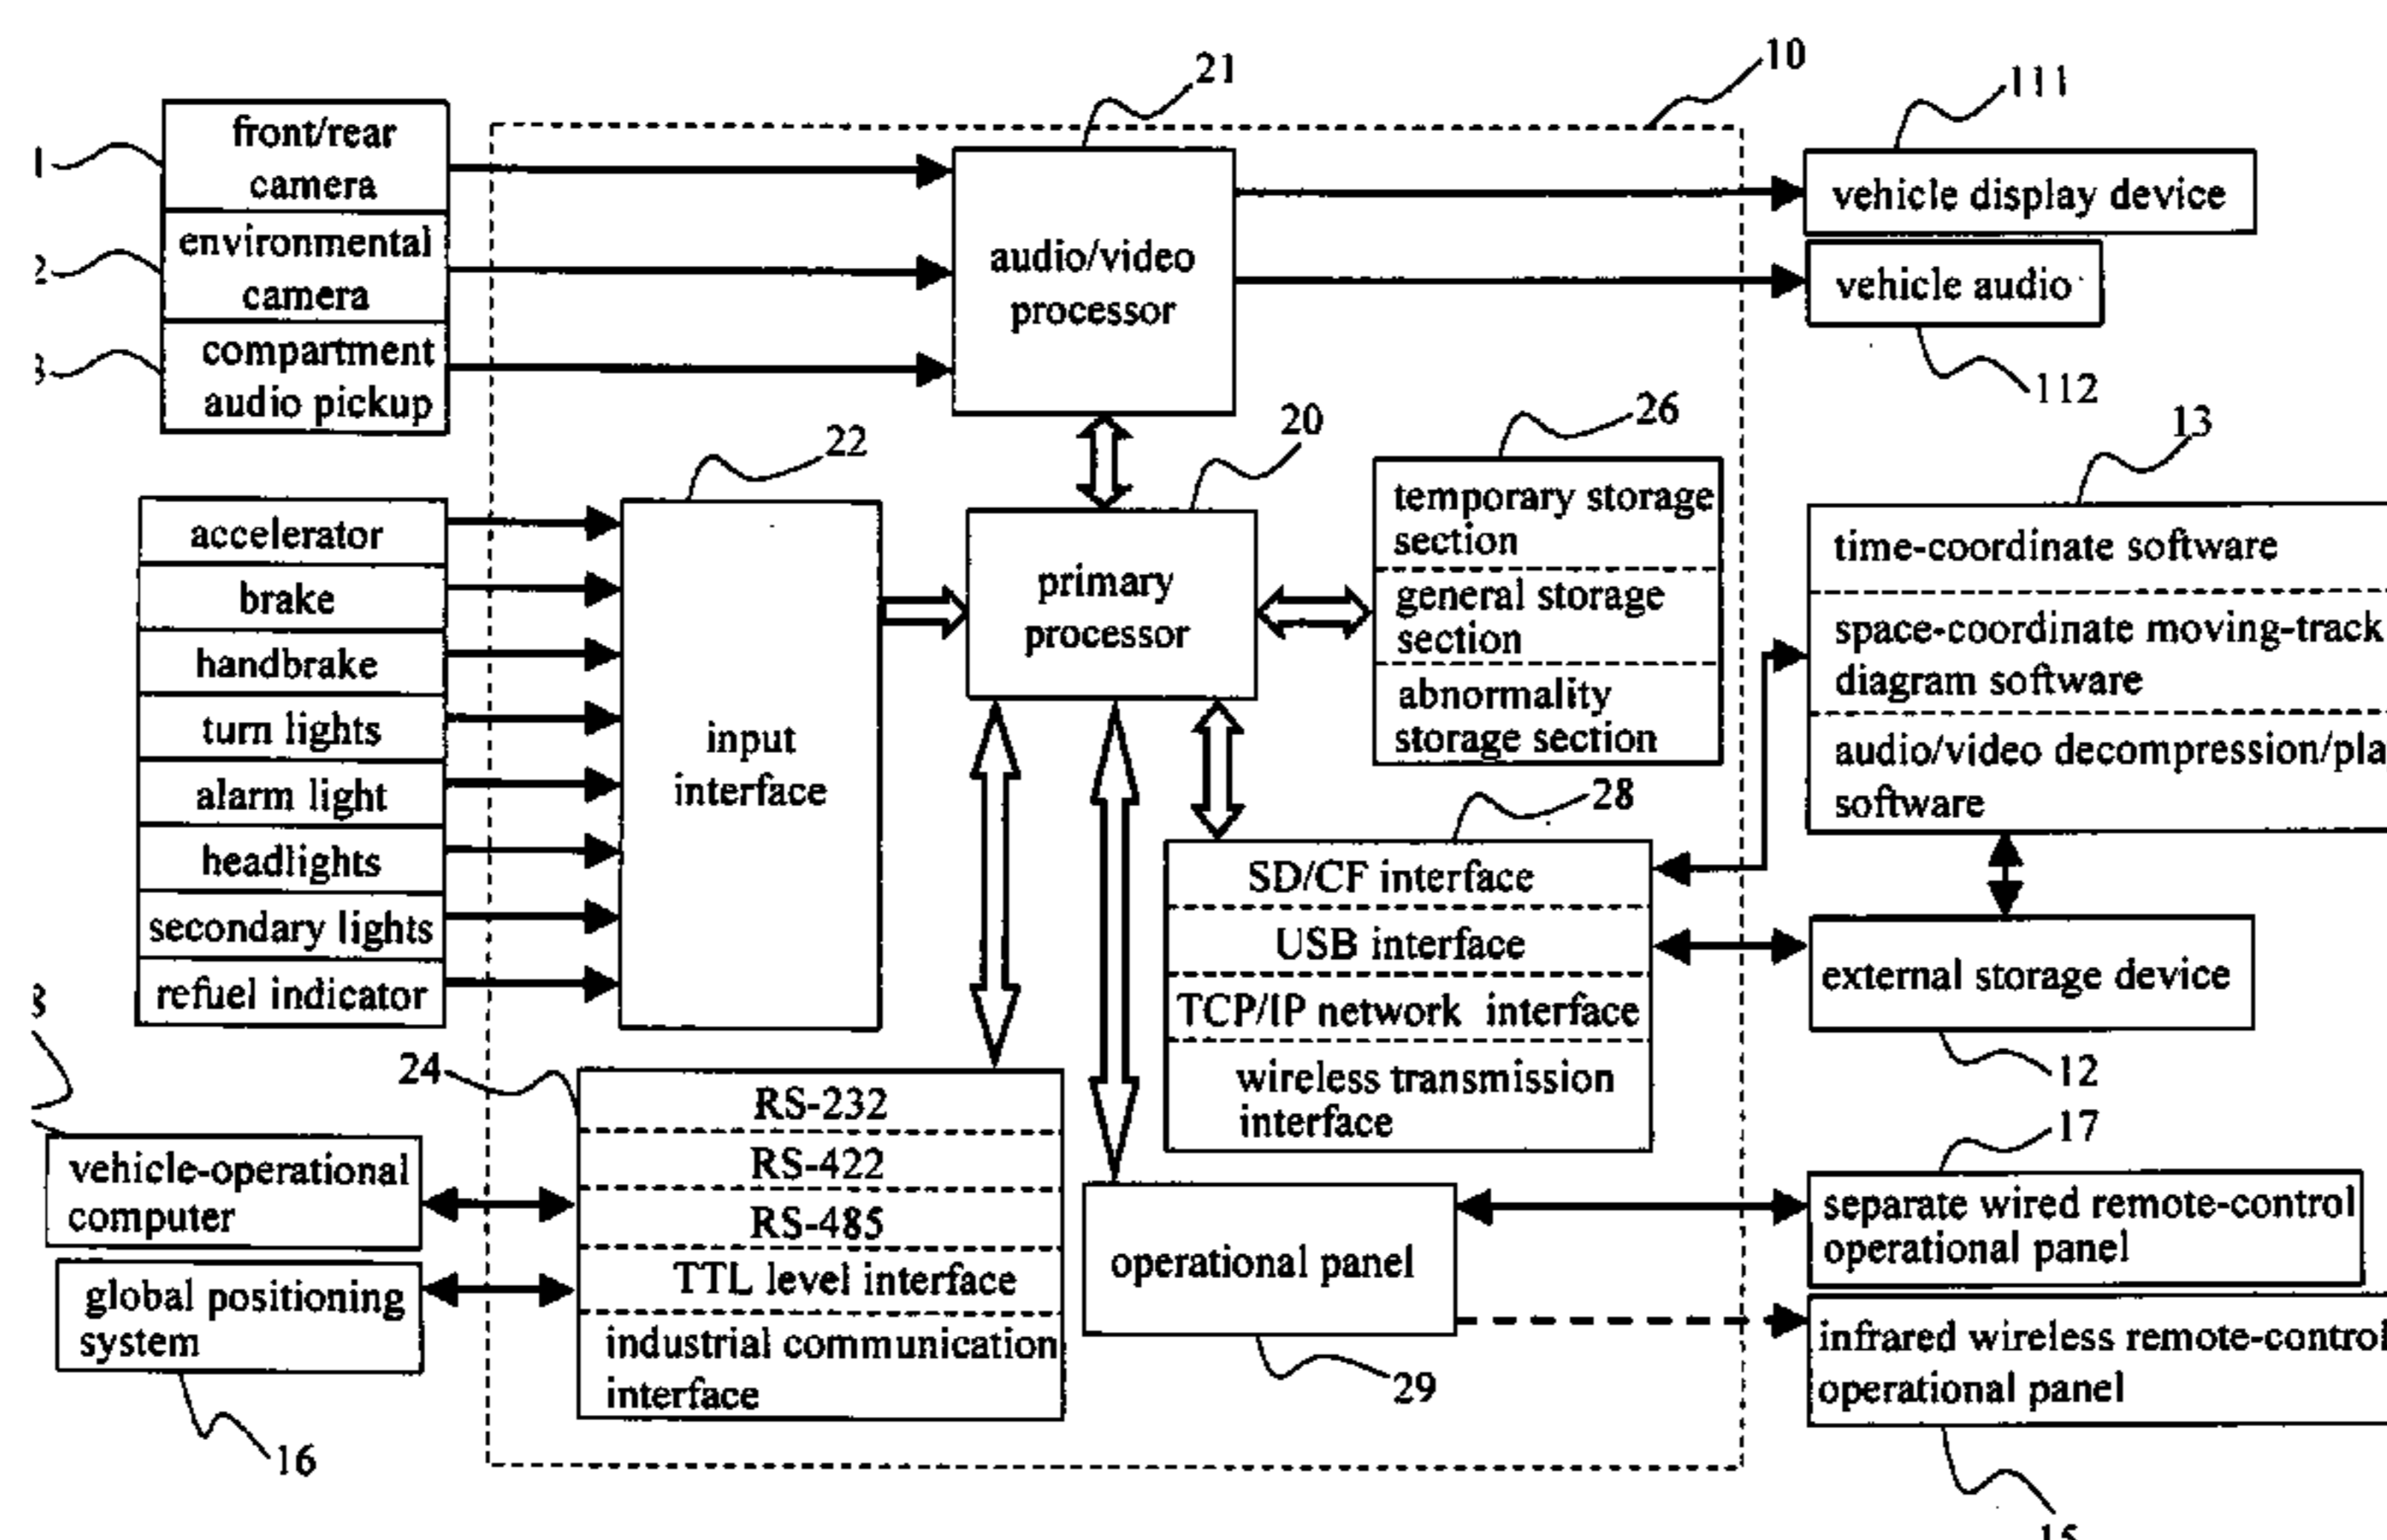 10
21
111
front/rear
camera
environmental
camera
compartment
audio pickup
audio/video
processor
vehicle display device
vehicle audio
112
22
20
26
13
accelerator
brake
handbrake
turn lights
alarm light
headlights
secondary lights
refuel indicator
input
interface
primary
processor
temporary storage
section
general storage
section
abnormality
storage section
time-coordinate software
space-coordinate moving-track
diagram software
audio/video decompression/pla
software
28
SD/CF interface
USB interface
TCP/IP network interface
wireless transmission
interface
external storage device
12
24
RS-232
RS-422
RS-485
TTL level interface
industrial communication
interface
vehicle-operational
computer
global positioning
system
16
operational panel
29
17
separate wired remote-control
operational panel
infrared wireless remote-control
operational panel
15